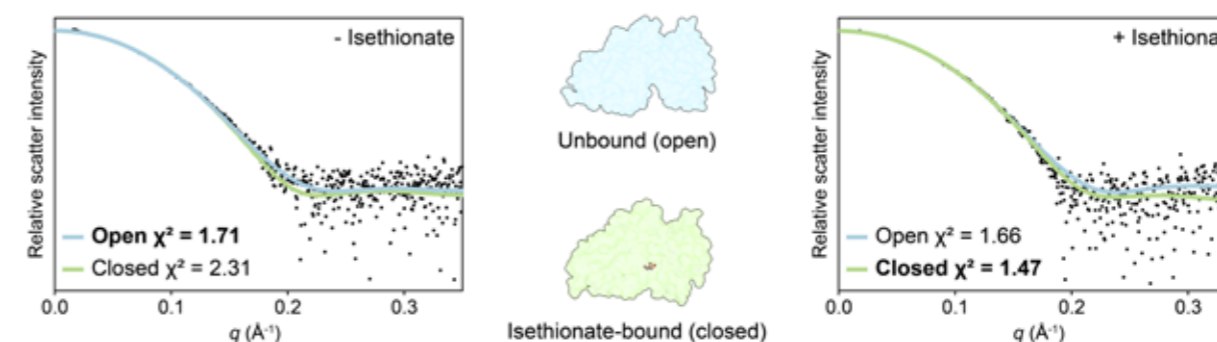 - Isethionate
Relative scatter intensity
Open χ² = 1.71
Closed χ² = 2.31
0.0 0.1 0.2 0.3
q (Å⁻¹)
Unbound (open)
Isethionate-bound (closed)
+ Isethiona
Relative scatter intensity
Open χ² = 1.66
Closed χ² = 1.47
0.0 0.1 0.2 0.3
q (Å⁻¹)